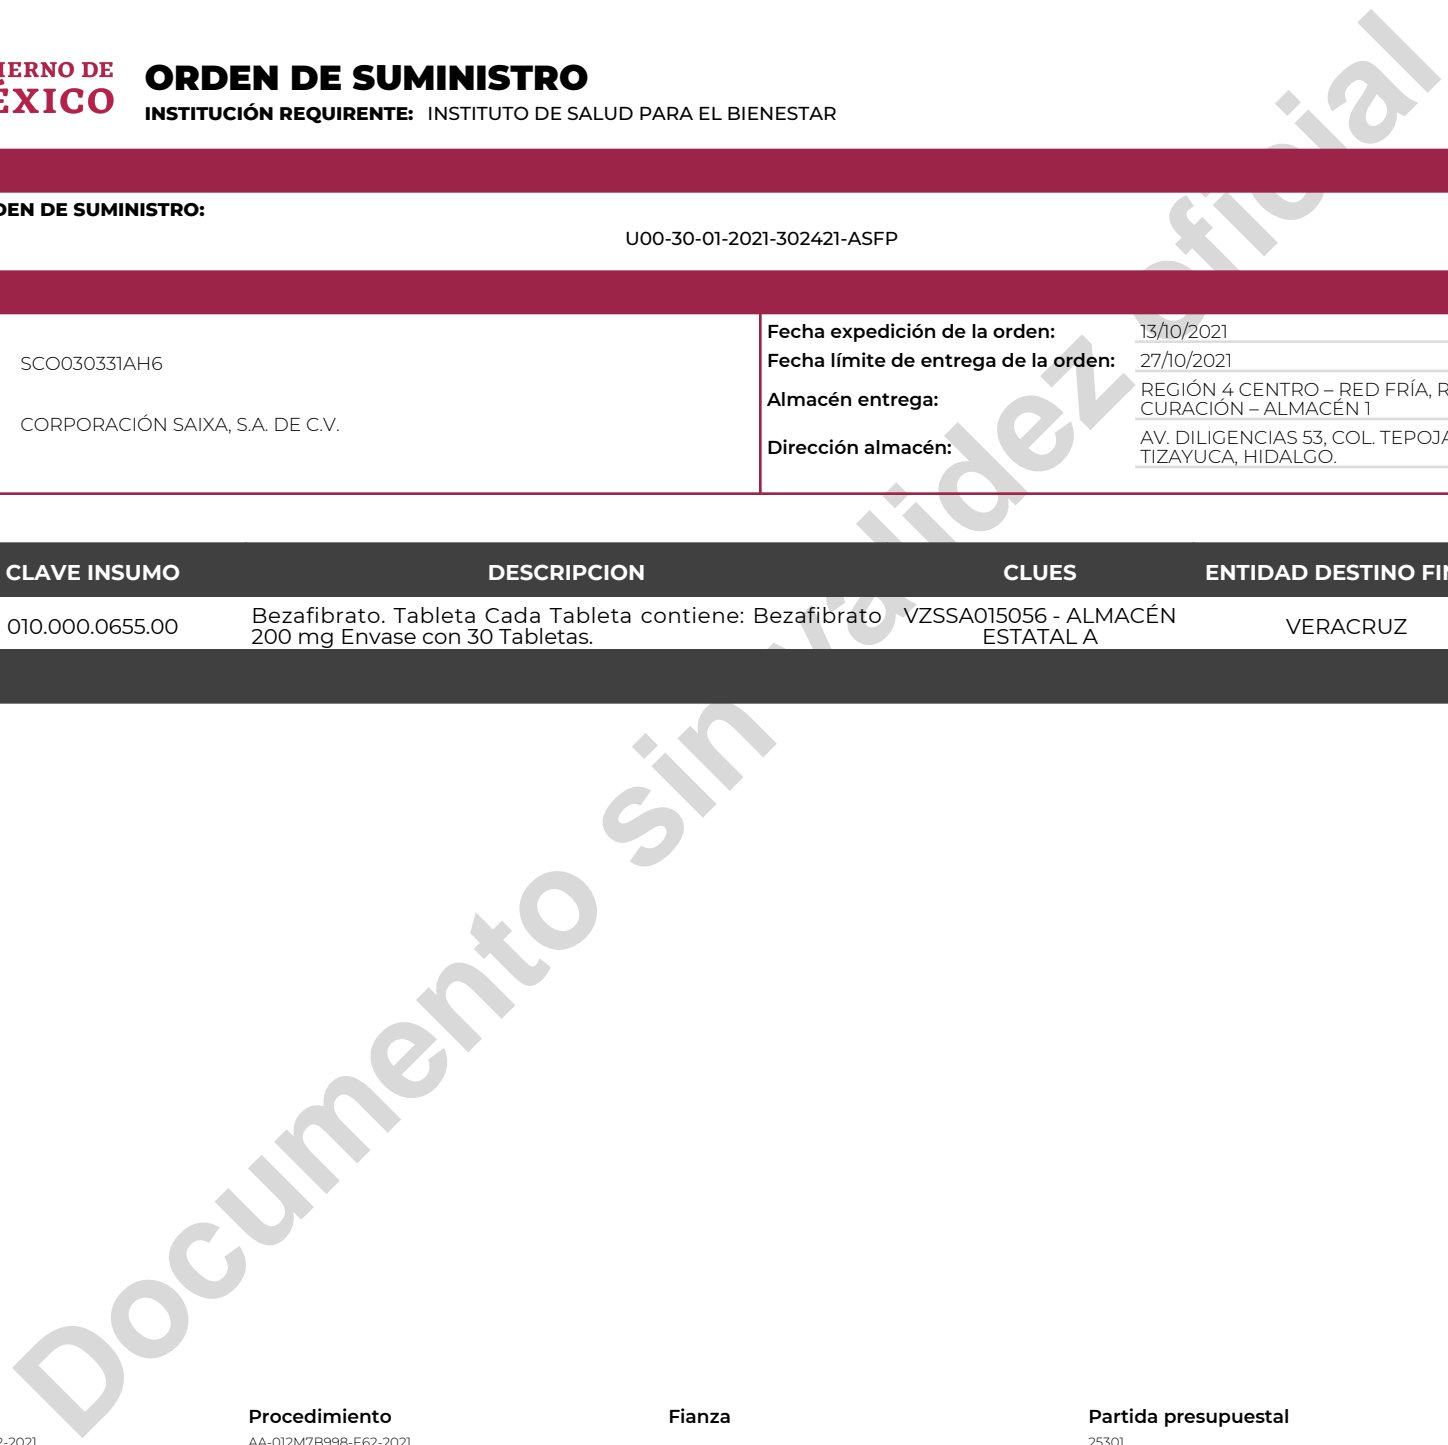 IERNO DE
ÉXICO
ORDEN DE SUMINISTRO
INSTITUCIÓN REQUIRENTE: INSTITUTO DE SALUD PARA EL BIENESTAR
DEN DE SUMINISTRO:
U00-30-01-2021-302421-ASFP
SCO030331AH6
CORPORACIÓN SAIXA, S.A. DE C.V.
Fecha expedición de la orden: 13/10/2021
Fecha límite de entrega de la orden: 27/10/2021
Almacén entrega: REGIÓN 4 CENTRO – RED FRÍA, R
CURACIÓN – ALMACÉN 1
Dirección almacén: AV. DILIGENCIAS 53, COL. TEPOJA
TIZAYUCA, HIDALGO.
CLAVE INSUMO DESCRIPCION CLUES ENTIDAD DESTINO FIN
010.000.0655.00 Bezafibrato. Tableta Cada Tableta contiene: Bezafibrato VZSSA015056 - ALMACÉN VERACRUZ
200 mg Envase con 30 Tabletas. ESTATAL A
Documento sin validez oficial
Procedimiento Fianza Partida presupuestal
2-2021 AA-012M7B998-E62-2021 25301